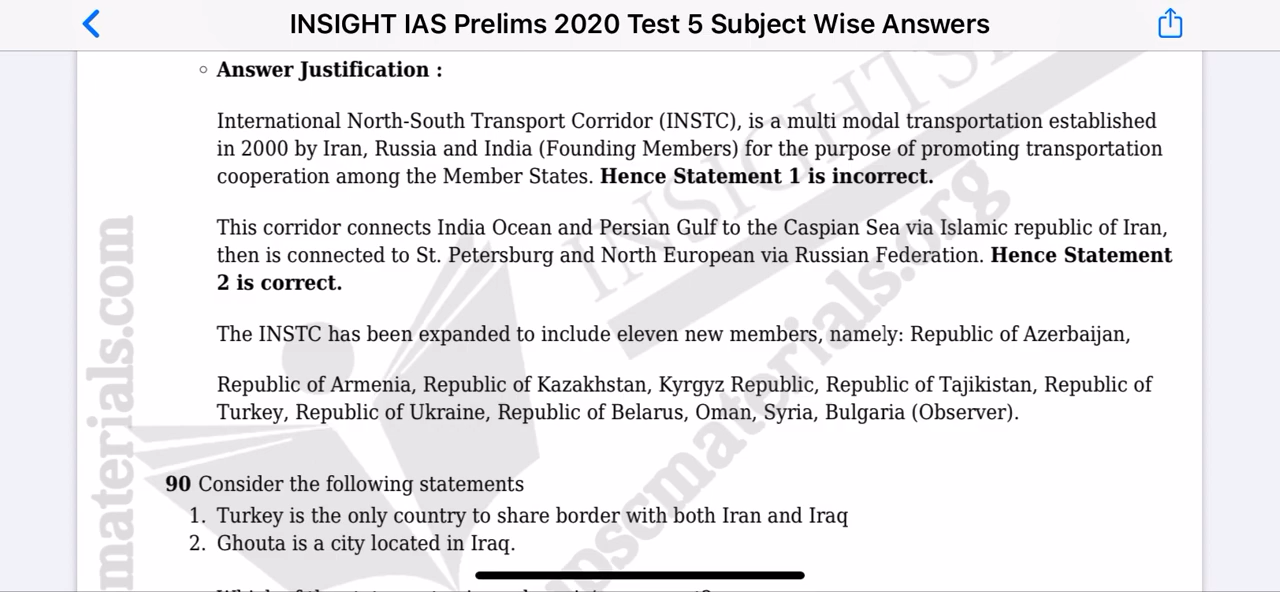 INSIGHT IAS Prelims 2020 Test 5 Subject Wise Answers
Answer Justification :
International North-South Transport Corridor (INSTC), is a multi modal transportation established
in 2000 by Iran, Russia and India (Founding Members) for the purpose of promoting transportation
cooperation among the Member States. Hence Statement 1 is incorrect.
This corridor connects India Ocean and Persian Gulf to the Caspian Sea via Islamic republic of Iran,
then is connected to St. Petersburg and North European via Russian Federation. Hence Statement
2 is correct.
The INSTC has been expanded to include eleven new members, namely: Republic of Azerbaijan,
Republic of Armenia, Republic of Kazakhstan, Kyrgyz Republic, Republic of Tajikistan, Republic of
Turkey, Republic of Ukraine, Republic of Belarus, Oman, Syria, Bulgaria (Observer).
90 Consider the following statements
1. Turkey is the only country to share border with both Iran and Iraq
2. Ghouta is a city located in Iraq.
materials.com
INSIGHTS
upscmaterials.org